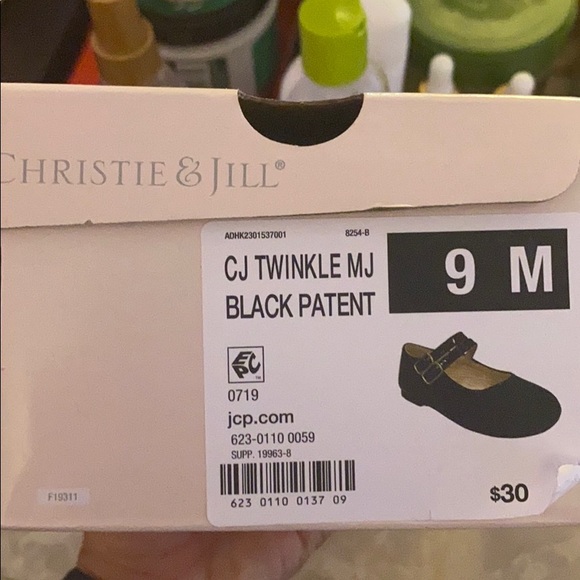 CHRISTIE & JILL®
ADHK2301537001 8254-B
CJ TWINKLE MJ
BLACK PATENT
9 M
EPC
0719
jcp.com
623-0110 0059
SUPP. 19963-8
623 0110 0137 09
F19311
$30